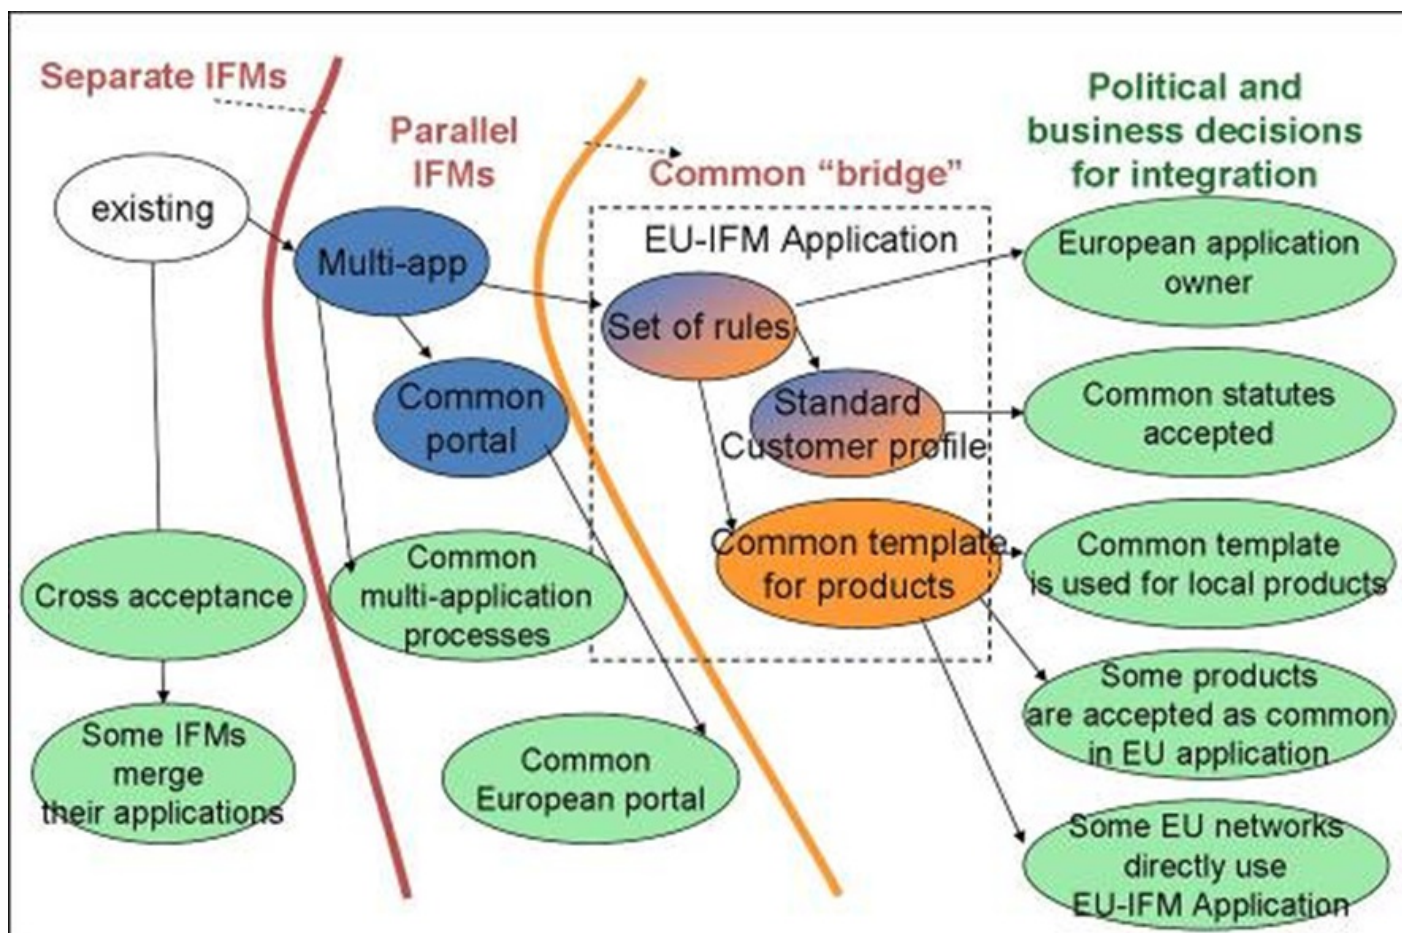 Separate IFMs
Parallel
IFMs
Common “bridge”
Political and
business decisions
for integration
existing
Multi-app
EU-IFM Application
Set of rules
European application
owner
Common
portal
Standard
Customer profile
Common statutes
accepted
Cross acceptance
Common
multi-application
processes
Common template
for products
Common template
is used for local products
Some IFMs
merge
their applications
Common
European portal
Some products
are accepted as common
in EU application
Some EU networks
directly use
EU-IFM Application